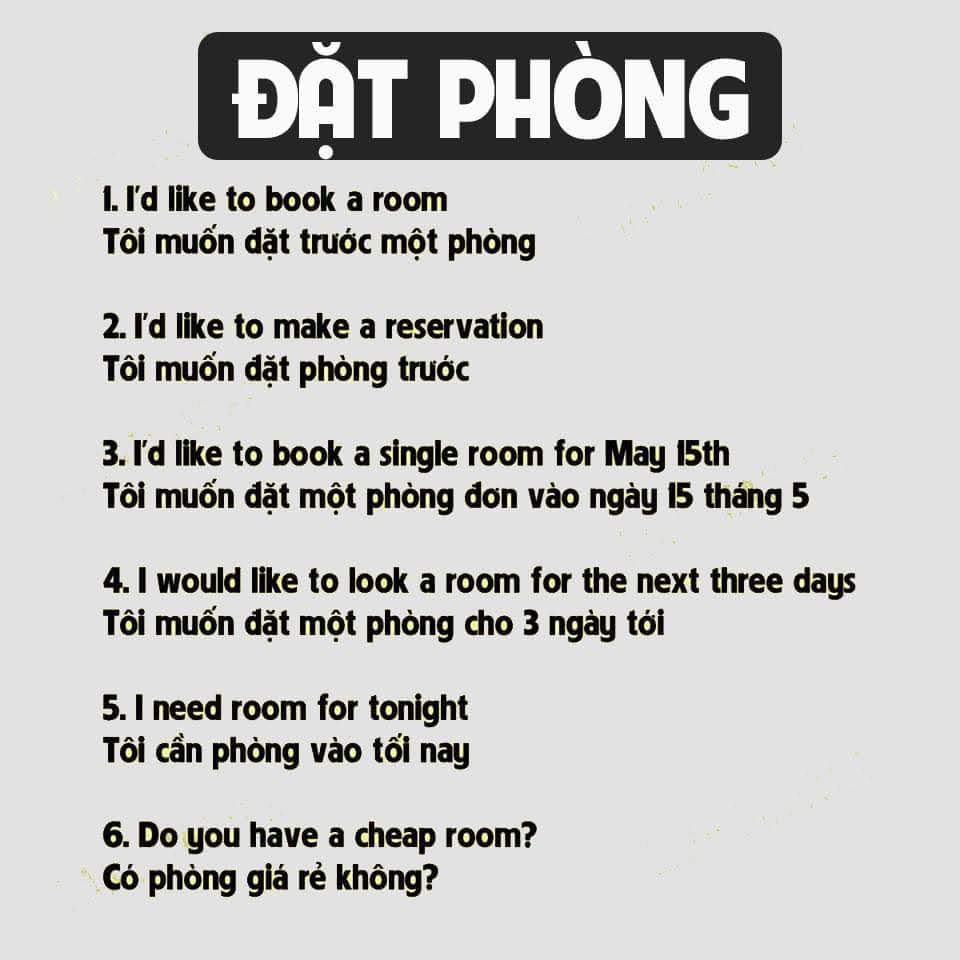 ĐẶT PHÒNG
1. I'd like to book a room
Tôi muốn đặt trước một phòng
2. I'd like to make a reservation
Tôi muốn đặt phòng trước
3. I'd like to book a single room for May 15th
Tôi muốn đặt một phòng đơn vào ngày 15 tháng 5
4. I would like to look a room for the next three days
Tôi muốn đặt một phòng cho 3 ngày tới
5. I need room for tonight
Tôi cần phòng vào tối nay
6. Do you have a cheap room?
Có phòng giá rẻ không?